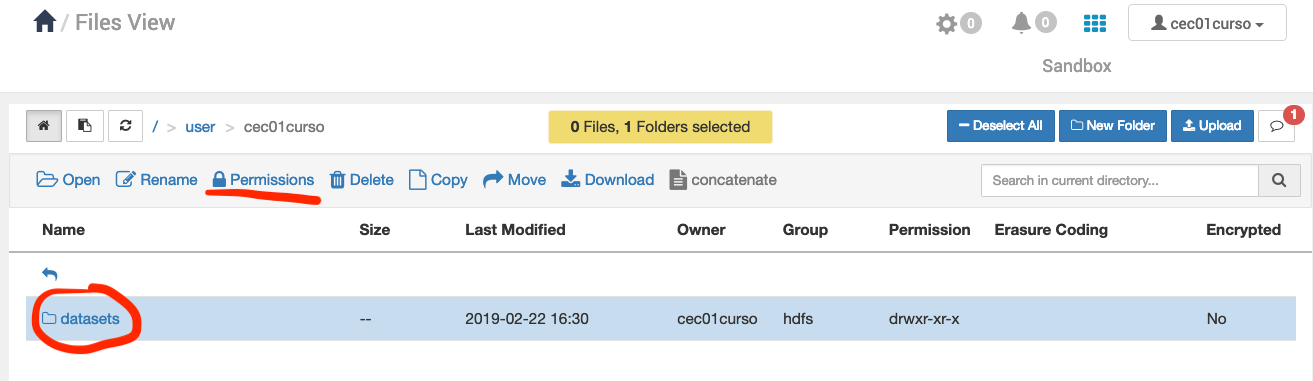 / Files View
0
0
cec01curso
Sandbox
/ > user > cec01curso
0 Files, 1 Folders selected
Deselect All
New Folder
Upload
1
Open Rename Permissions Delete Copy Move Download concatenate
Search in current directory...
Name Size Last Modified Owner Group Permission Erasure Coding Encrypted
datasets -- 2019-02-22 16:30 cec01curso hdfs drwxr-xr-x No